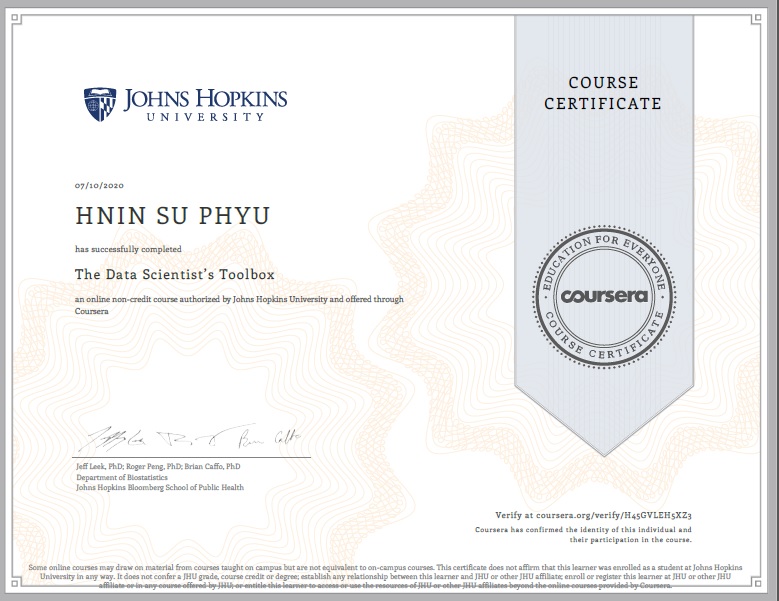 JOHNS HOPKINS
UNIVERSITY
COURSE
CERTIFICATE
07/10/2020
HNIN SU PHYU
has successfully completed
The Data Scientist's Toolbox
an online non-credit course authorized by Johns Hopkins University and offered through
Coursera
EDUCATION FOR EVERYONE
coursera
COURSE CERTIFICATE
Jeff Leek, PhD; Roger Peng, PhD; Brian Caffo, PhD
Department of Biostatistics
Johns Hopkins Bloomberg School of Public Health
Verify at coursera.org/verify/H45GVLEH5XZ3
Coursera has confirmed the identity of this individual and
their participation in the course.
Some online courses may draw on material from courses taught on campus but are not equivalent to on-campus courses. This certificate does not affirm that this learner was enrolled as a student at Johns Hopkins
University in any way. It does not confer a JHU grade, course credit or degree; establish any relationship between this learner and JHU or other JHU affiliate; enroll or register this learner at JHU or other JHU
affiliate or in any course offered by JHU; or entitle this learner to access or use the resources of JHU or other JHU affiliates beyond the online courses provided by Coursera.